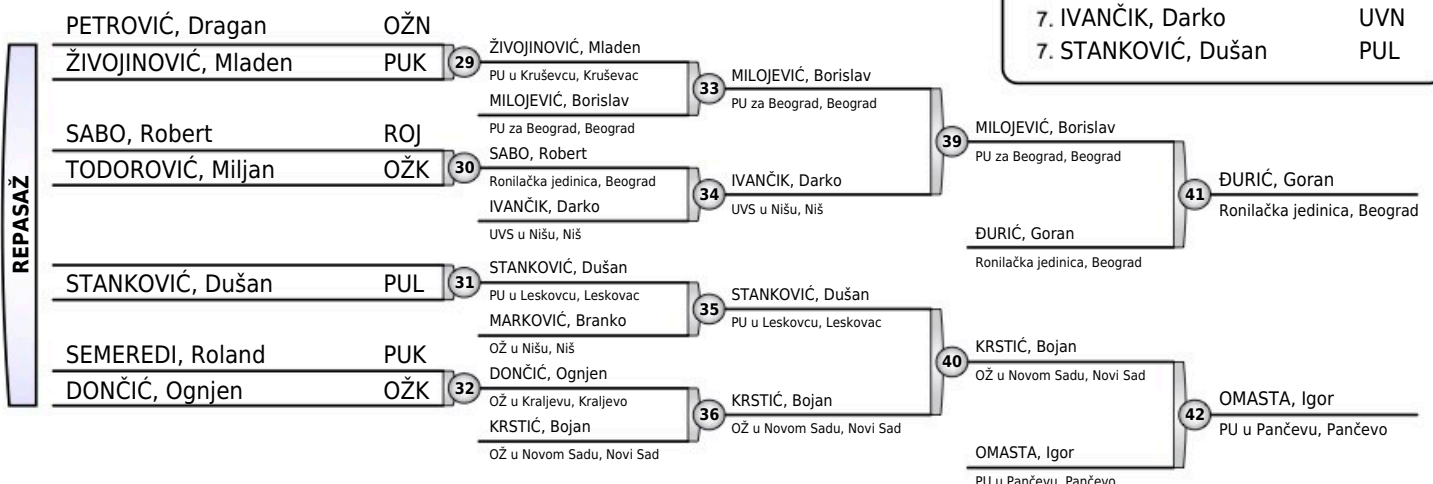 7. IVANČIK, Darko UVN
7. STANKOVIĆ, Dušan PUL
REPASAŽ
PETROVIĆ, Dragan OŽN
ŽIVOJINOVIĆ, Mladen PUK
SABO, Robert ROJ
TODOROVIĆ, Miljan OŽK
STANKOVIĆ, Dušan PUL
SEMEREDI, Roland PUK
DONČIĆ, Ognjen OŽK
29
30
31
32
ŽIVOJINOVIĆ, Mladen
PU u Kruševcu, Kruševac
MILOJEVIĆ, Borislav
PU za Beograd, Beograd
SABO, Robert
Ronilačka jedinica, Beograd
IVANČIK, Darko
UVS u Nišu, Niš
STANKOVIĆ, Dušan
PU u Leskovcu, Leskovac
MARKOVIĆ, Branko
OŽ u Nišu, Niš
DONČIĆ, Ognjen
OŽ u Kraljevu, Kraljevo
KRSTIĆ, Bojan
OŽ u Novom Sadu, Novi Sad
33
34
35
36
MILOJEVIĆ, Borislav
PU za Beograd, Beograd
IVANČIK, Darko
UVS u Nišu, Niš
STANKOVIĆ, Dušan
PU u Leskovcu, Leskovac
KRSTIĆ, Bojan
OŽ u Novom Sadu, Novi Sad
39
40
MILOJEVIĆ, Borislav
PU za Beograd, Beograd
ĐURIĆ, Goran
Ronilačka jedinica, Beograd
KRSTIĆ, Bojan
OŽ u Novom Sadu, Novi Sad
OMASTA, Igor
PU u Pančevu, Pančevo
41
42
ĐURIĆ, Goran
Ronilačka jedinica, Beograd
OMASTA, Igor
PU u Pančevu, Pančevo